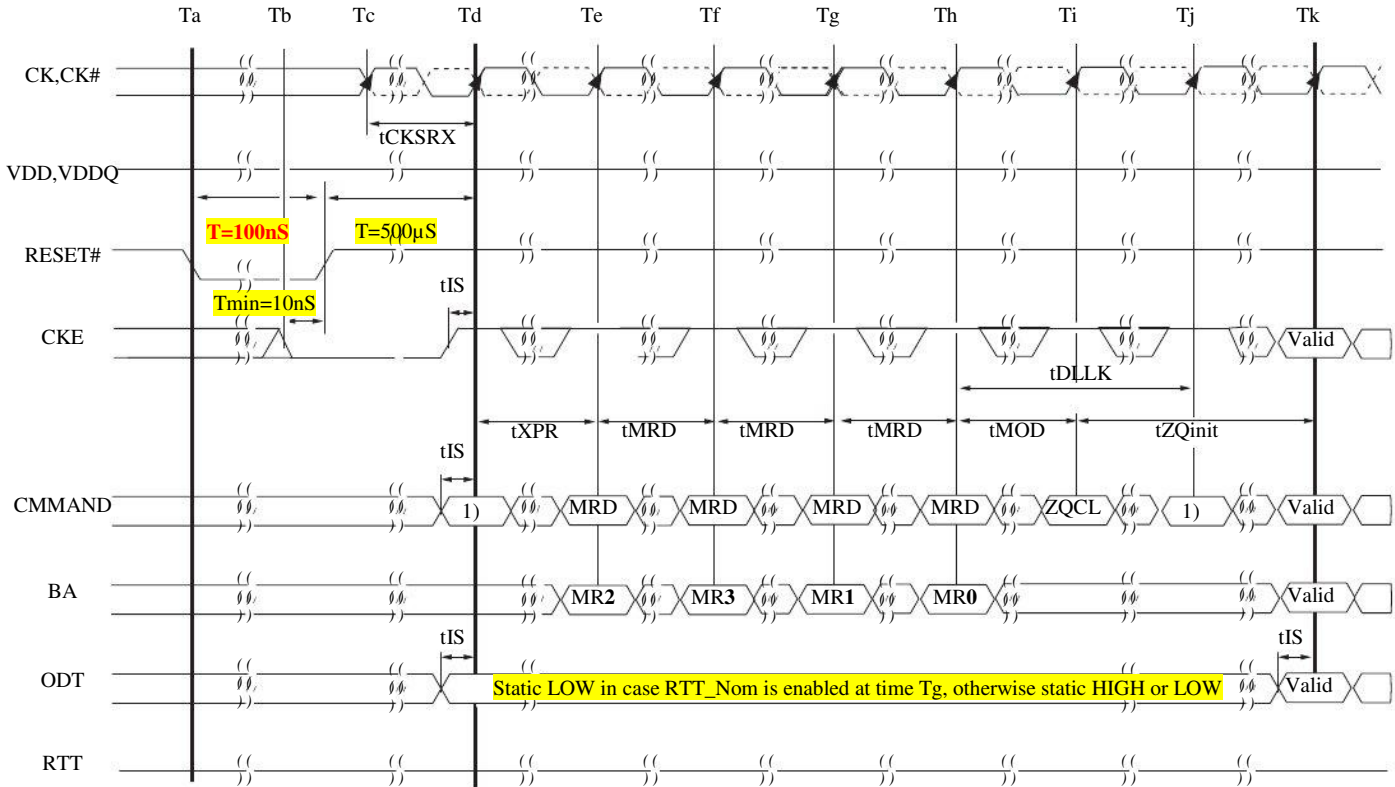 Ta Tb Tc Td Te Tf Tg Th Ti Tj Tk
CK,CK#
tCKSRX
VDD,VDDQ
T=100nS T=500µS
RESET#
Tmin=10nS tIS
CKE Valid
tDLLK
tXPR tMRD tMRD tMRD tMOD tZQinit
tIS
CMMAND 1) MRD MRD MRD MRD ZQCL 1) Valid
BA MR2 MR3 MR1 MR0 Valid
tIS tIS
ODT Static LOW in case RTT_Nom is enabled at time Tg, otherwise static HIGH or LOW Valid
RTT